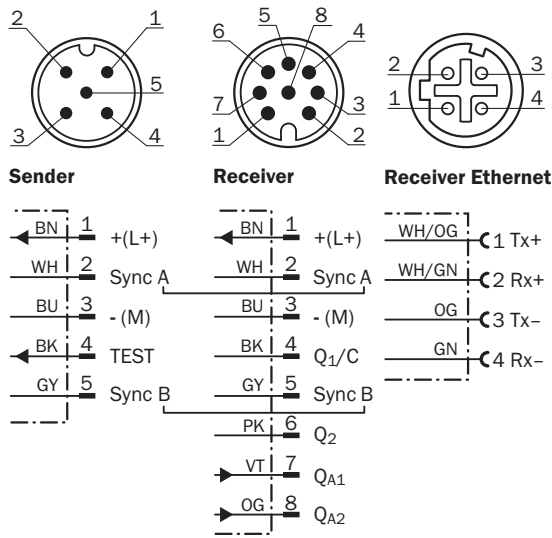 2 1
5
3 4
5 8
6 4
7 3
1 2
2 3
1 4
Sender Receiver Receiver Ethernet
BN 1 +(L+)
WH 2 Sync A
BU 3 - (M)
BK 4 TEST
GY 5 Sync B
BN 1 +(L+)
WH 2 Sync A
BU 3 - (M)
BK 4 Q1/C
GY 5 Sync B
PK 6 Q2
VT 7 QA1
OG 8 QA2
WH/OG 1 Tx+
WH/GN 2 Rx+
OG 3 Tx–
GN 4 Rx–